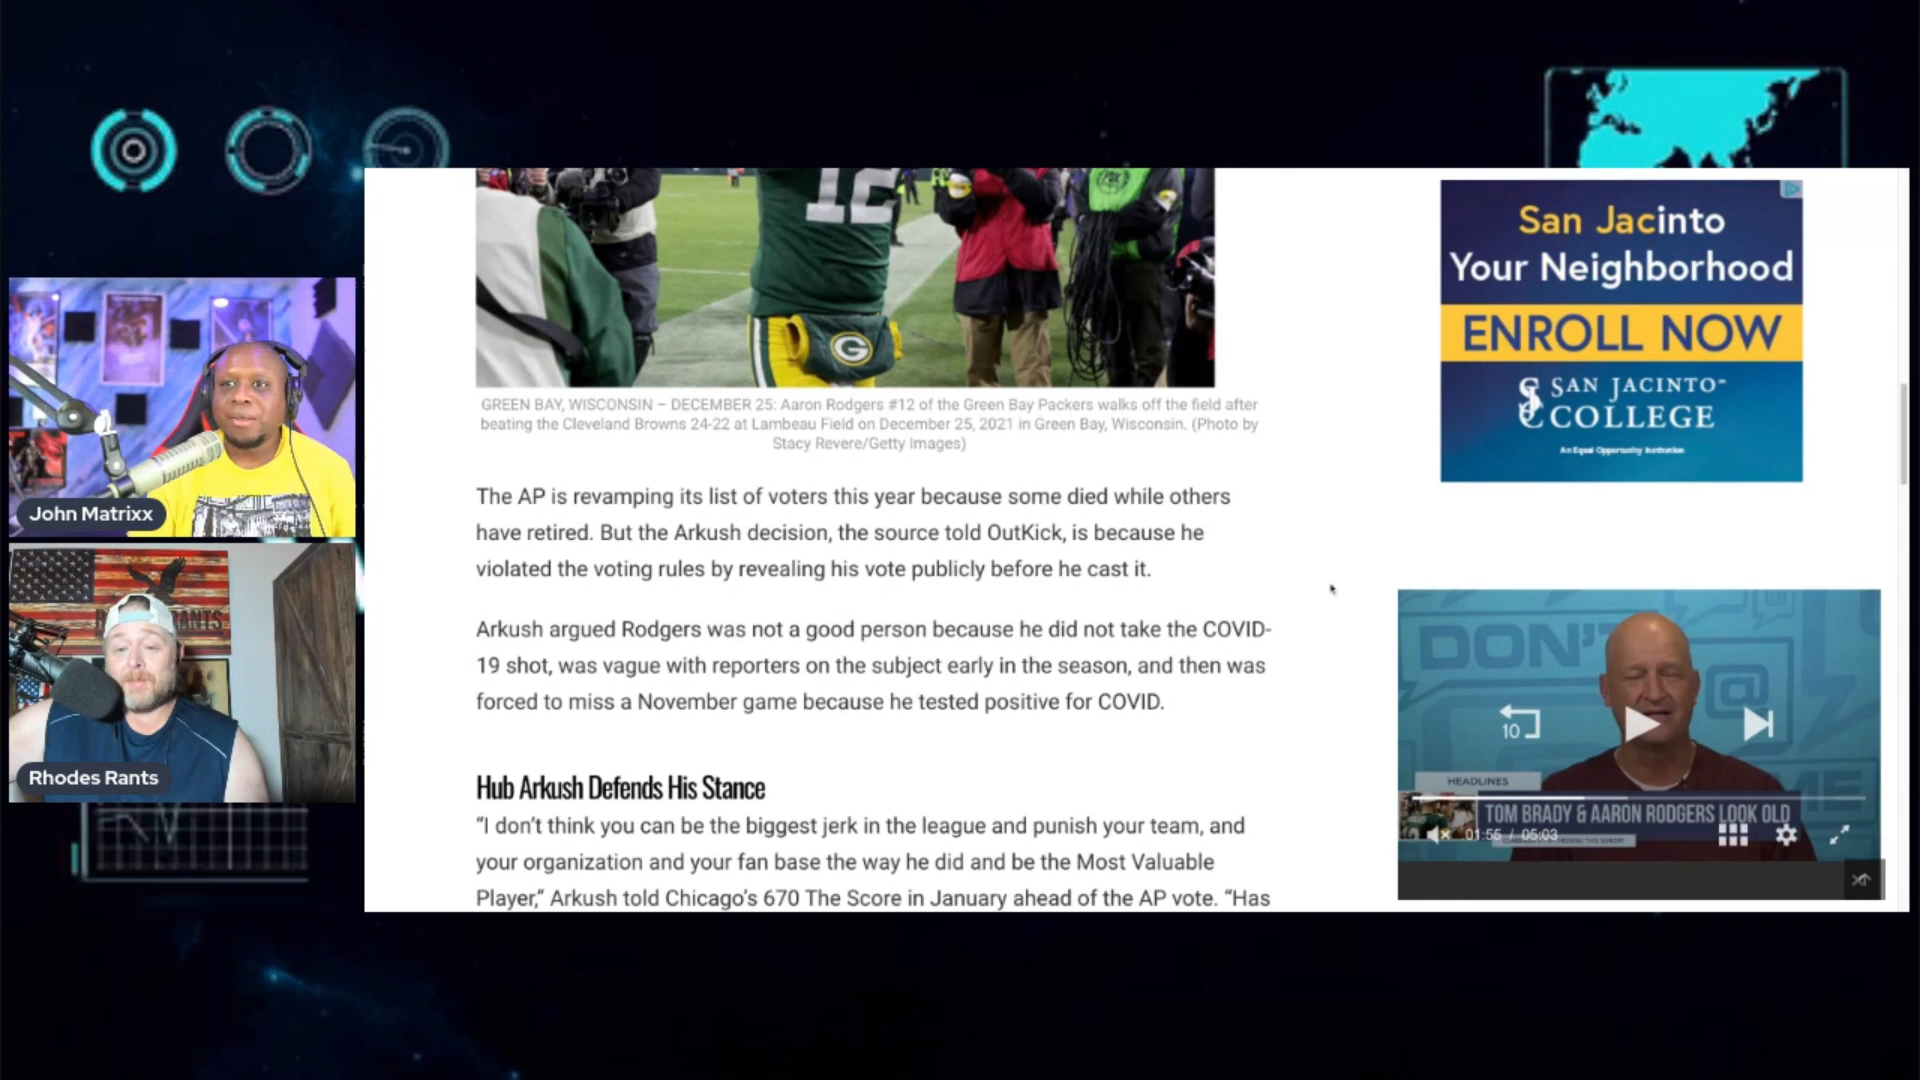 12
G
GREEN BAY, WISCONSIN – DECEMBER 25: Aaron Rodgers #12 of the Green Bay Packers walks off the field after
beating the Cleveland Browns 24-22 at Lambeau Field on December 25, 2021 in Green Bay, Wisconsin. (Photo by
Stacy Revere/Getty Images)
The AP is revamping its list of voters this year because some died while others
have retired. But the Arkush decision, the source told OutKick, is because he
violated the voting rules by revealing his vote publicly before he cast it.
Arkush argued Rodgers was not a good person because he did not take the COVID-
19 shot, was vague with reporters on the subject early in the season, and then was
forced to miss a November game because he tested positive for COVID.
Hub Arkush Defends His Stance
“I don’t think you can be the biggest jerk in the league and punish your team, and
your organization and your fan base the way he did and be the Most Valuable
Player,” Arkush told Chicago’s 670 The Score in January ahead of the AP vote. “Has
John Matrixx
Rhodes Rants
San Jacinto
Your Neighborhood
ENROLL NOW
SAN JACINTO
COLLEGE
An Equal Opportunity Institution
DON'T
@
10
HEADLINES
TOM BRADY & AARON RODGERS LOOK OLD
01:55 / 05:03